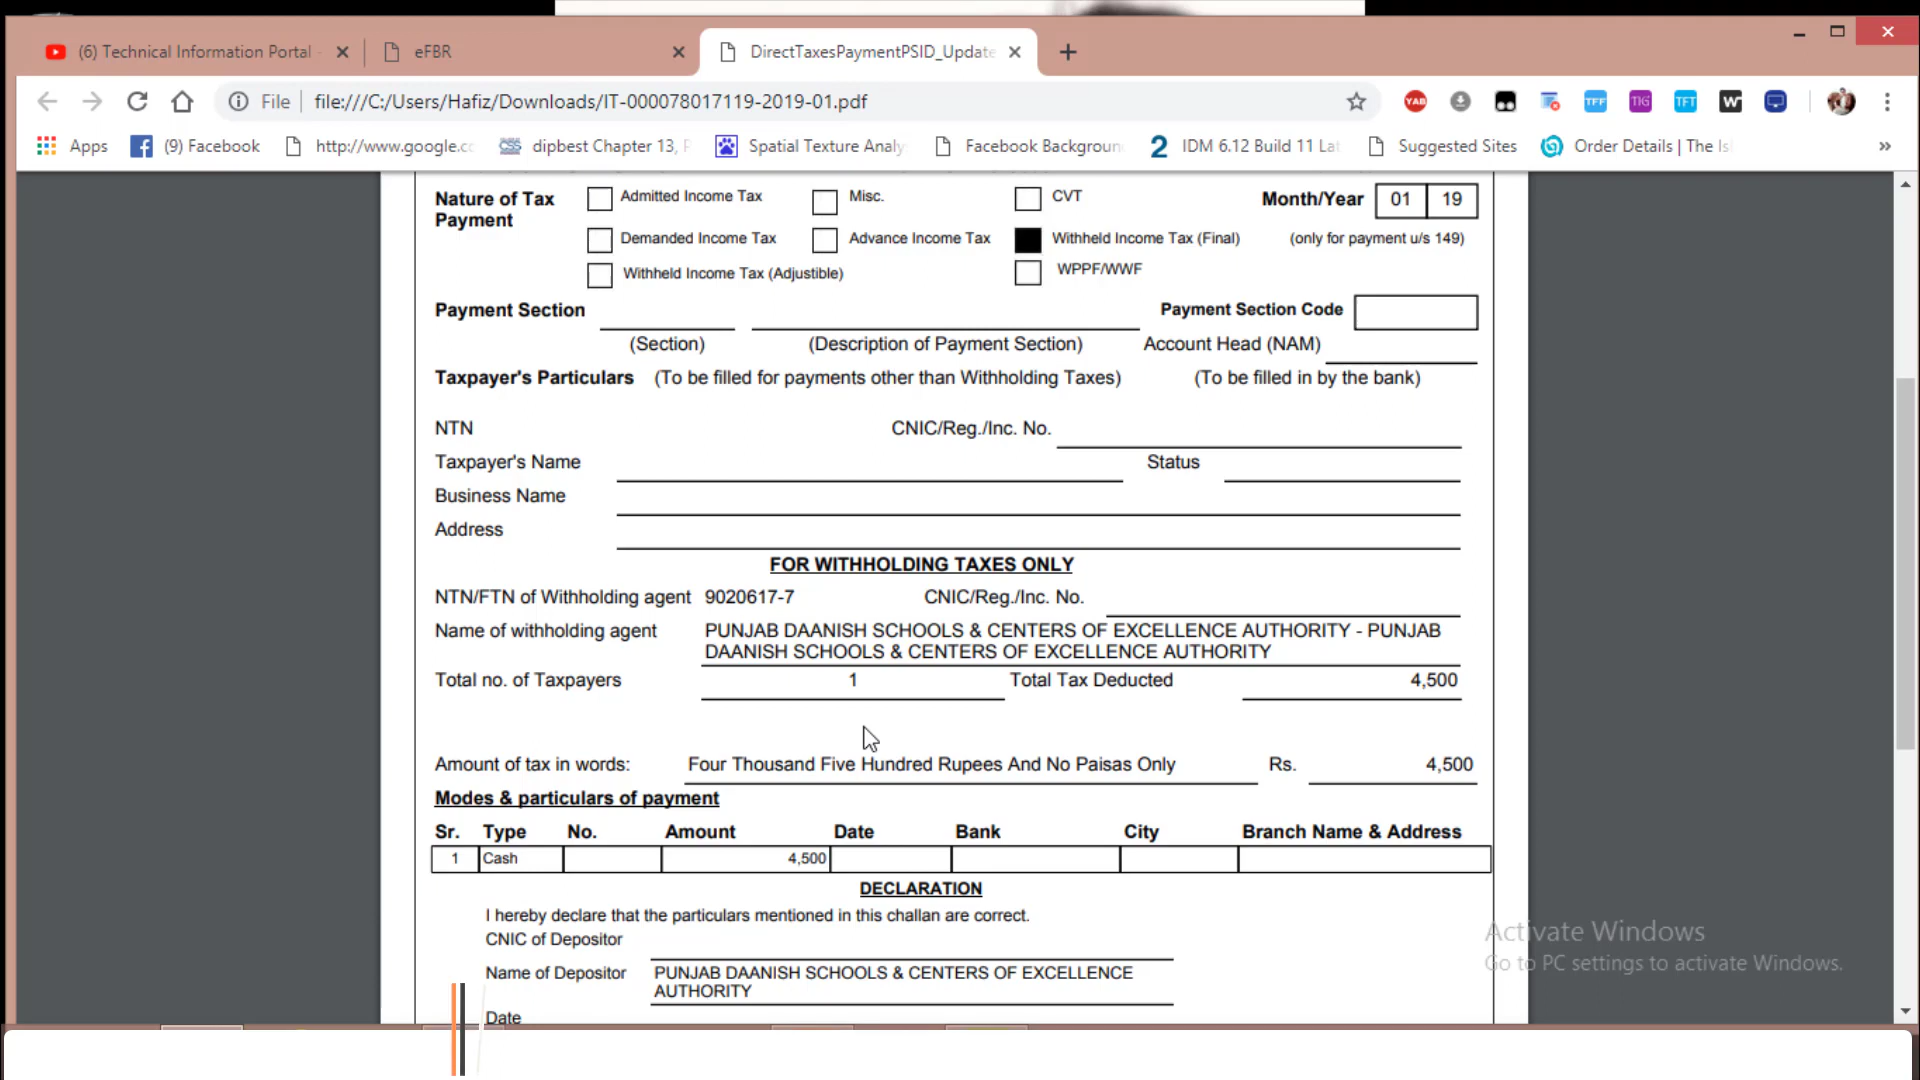 (6) Technical Information Portal -
eFBR
DirectTaxesPaymentPSID_Update
File
file:///C:/Users/Hafiz/Downloads/IT-000078017119-2019-01.pdf
YAB
TFF
TIG
TFT
W
Apps
(9) Facebook
http://www.google.c
dipbest Chapter 13,
Spatial Texture Analy
Facebook Backgroun
IDM 6.12 Build 11 Lat
Suggested Sites
Order Details | The Is
»
Nature of Tax Payment
Admitted Income Tax
Misc.
CVT
Month/Year 01 19
Demanded Income Tax
Advance Income Tax
Withheld Income Tax (Final)
(only for payment u/s 149)
Withheld Income Tax (Adjustible)
WPPF/WWF
Payment Section
Payment Section Code
(Section)
(Description of Payment Section)
Account Head (NAM)
Taxpayer's Particulars (To be filled for payments other than Withholding Taxes)
(To be filled in by the bank)
NTN
CNIC/Reg./Inc. No.
Taxpayer's Name
Status
Business Name
Address
FOR WITHHOLDING TAXES ONLY
NTN/FTN of Withholding agent 9020617-7
CNIC/Reg./Inc. No.
Name of withholding agent
PUNJAB DAANISH SCHOOLS & CENTERS OF EXCELLENCE AUTHORITY - PUNJAB
DAANISH SCHOOLS & CENTERS OF EXCELLENCE AUTHORITY
Total no. of Taxpayers 1
Total Tax Deducted 4,500
Amount of tax in words: Four Thousand Five Hundred Rupees And No Paisas Only Rs. 4,500
Modes & particulars of payment
Sr. Type No. Amount Date Bank City Branch Name & Address
1 Cash 4,500
DECLARATION
I hereby declare that the particulars mentioned in this challan are correct.
CNIC of Depositor
Name of Depositor
PUNJAB DAANISH SCHOOLS & CENTERS OF EXCELLENCE
AUTHORITY
Date
Activate Windows
Go to PC settings to activate Windows.